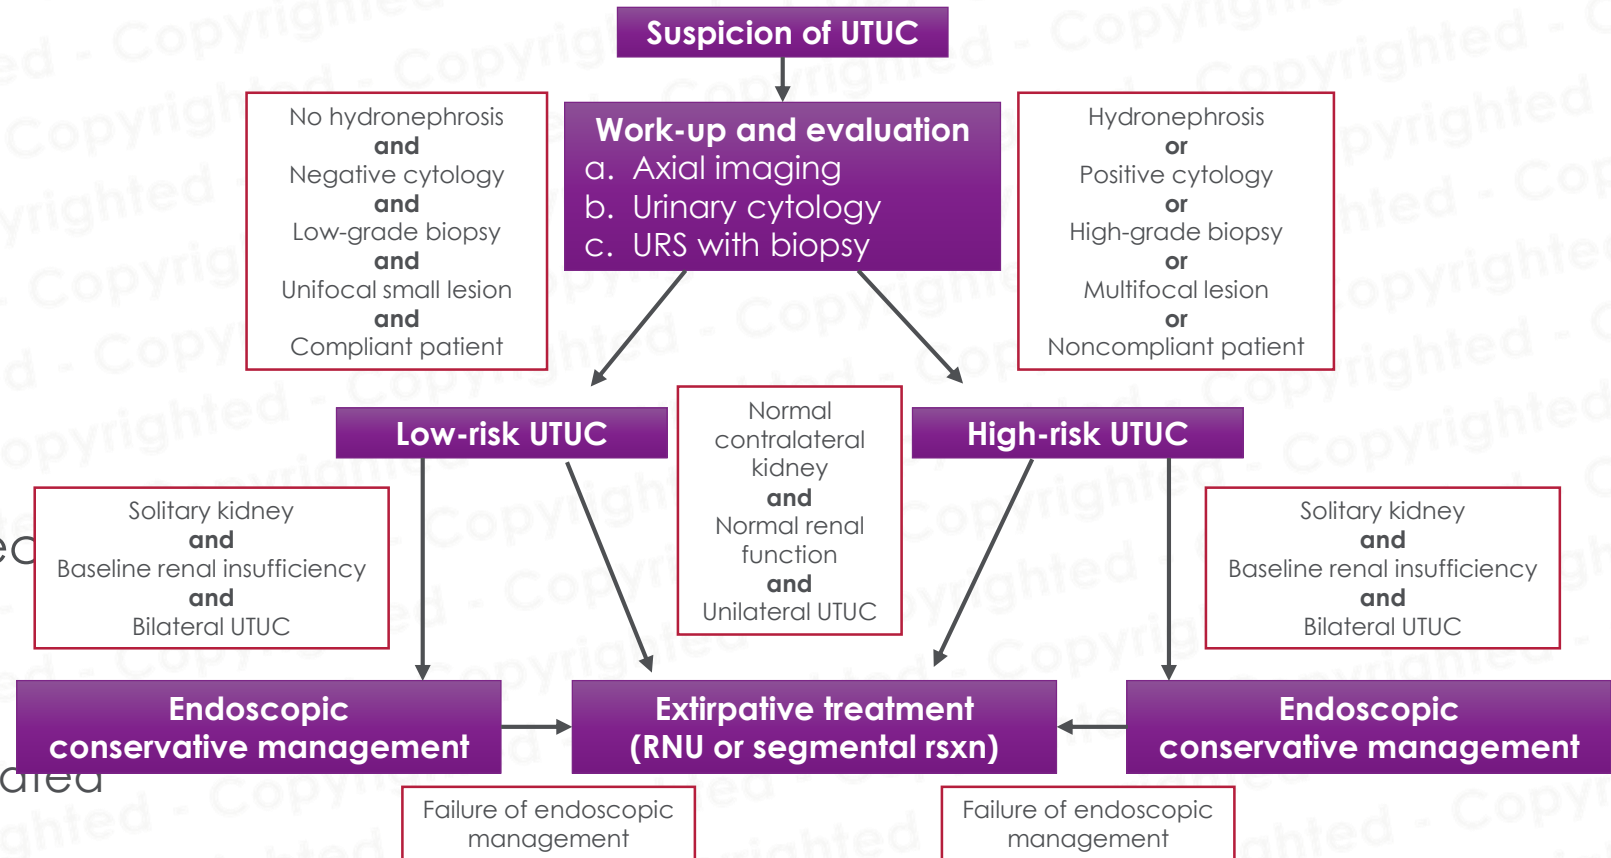 Suspicion of UTUC
No hydronephrosis
and
Negative cytology
and
Low-grade biopsy
and
Unifocal small lesion
and
Compliant patient
Work-up and evaluation
a. Axial imaging
b. Urinary cytology
c. URS with biopsy
Hydronephrosis
or
Positive cytology
or
High-grade biopsy
or
Multifocal lesion
or
Noncompliant patient
Low-risk UTUC
Normal
contralateral
kidney
and
Normal renal
function
and
Unilateral UTUC
High-risk UTUC
Solitary kidney
and
Baseline renal insufficiency
and
Bilateral UTUC
Solitary kidney
and
Baseline renal insufficiency
and
Bilateral UTUC
Endoscopic
conservative management
Extirpative treatment
(RNU or segmental rsxn)
Endoscopic
conservative management
Failure of endoscopic
management
Failure of endoscopic
management